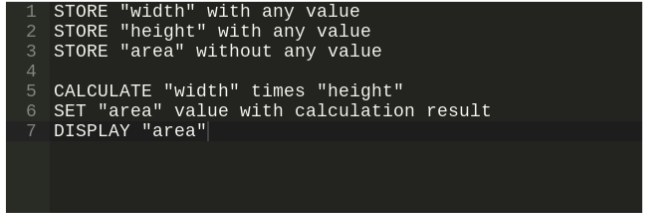 1 STORE "width" with any value
2 STORE "height" with any value
3 STORE "area" without any value
4
5 CALCULATE "width" times "height"
6 SET "area" value with calculation result
7 DISPLAY "area"